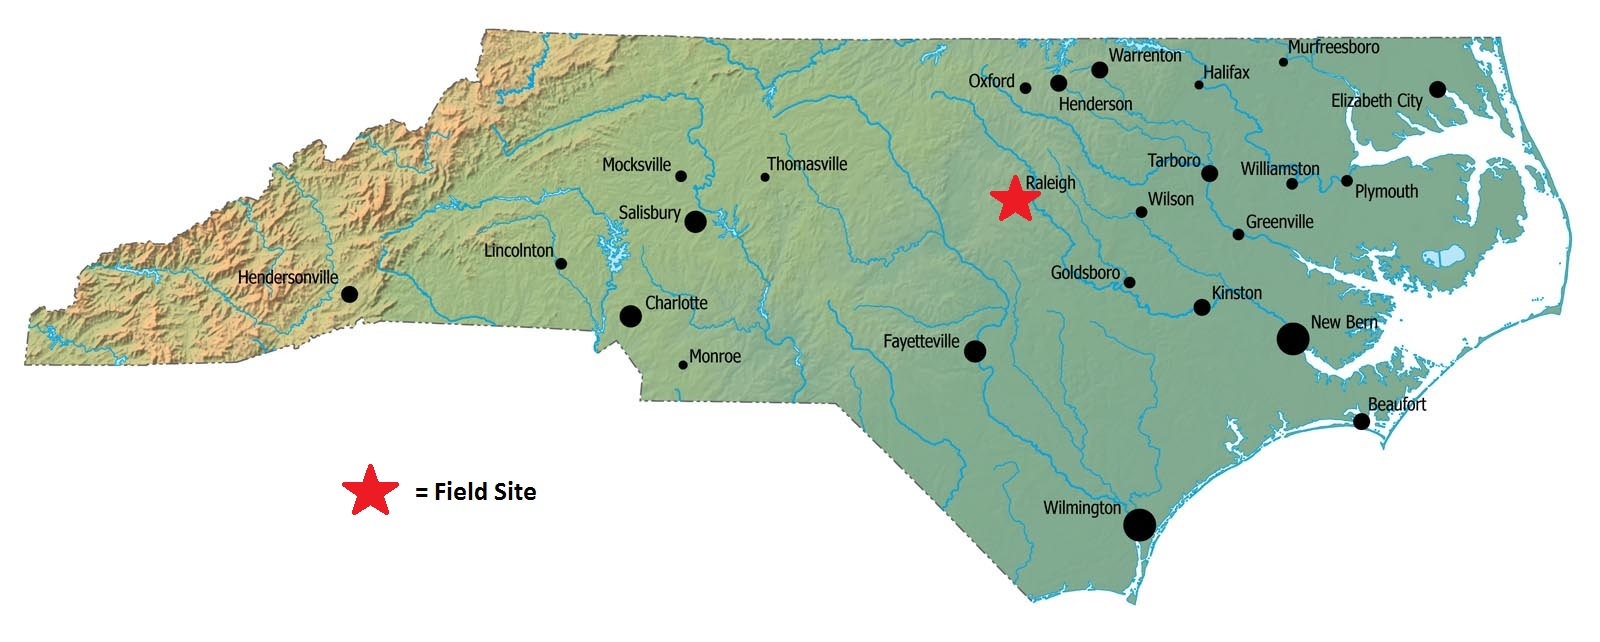 Murfreesboro
Warrenton
Halifax
Oxford
Henderson
Elizabeth City
Mocksville
Thomasville
Tarboro
Williamston
Raleigh
Plymouth
Wilson
Salisbury
Greenville
Lincolnton
Hendersonville
Goldsboro
Kinston
Charlotte
New Bern
Fayetteville
Monroe
Beaufort
= Field Site
Wilmington